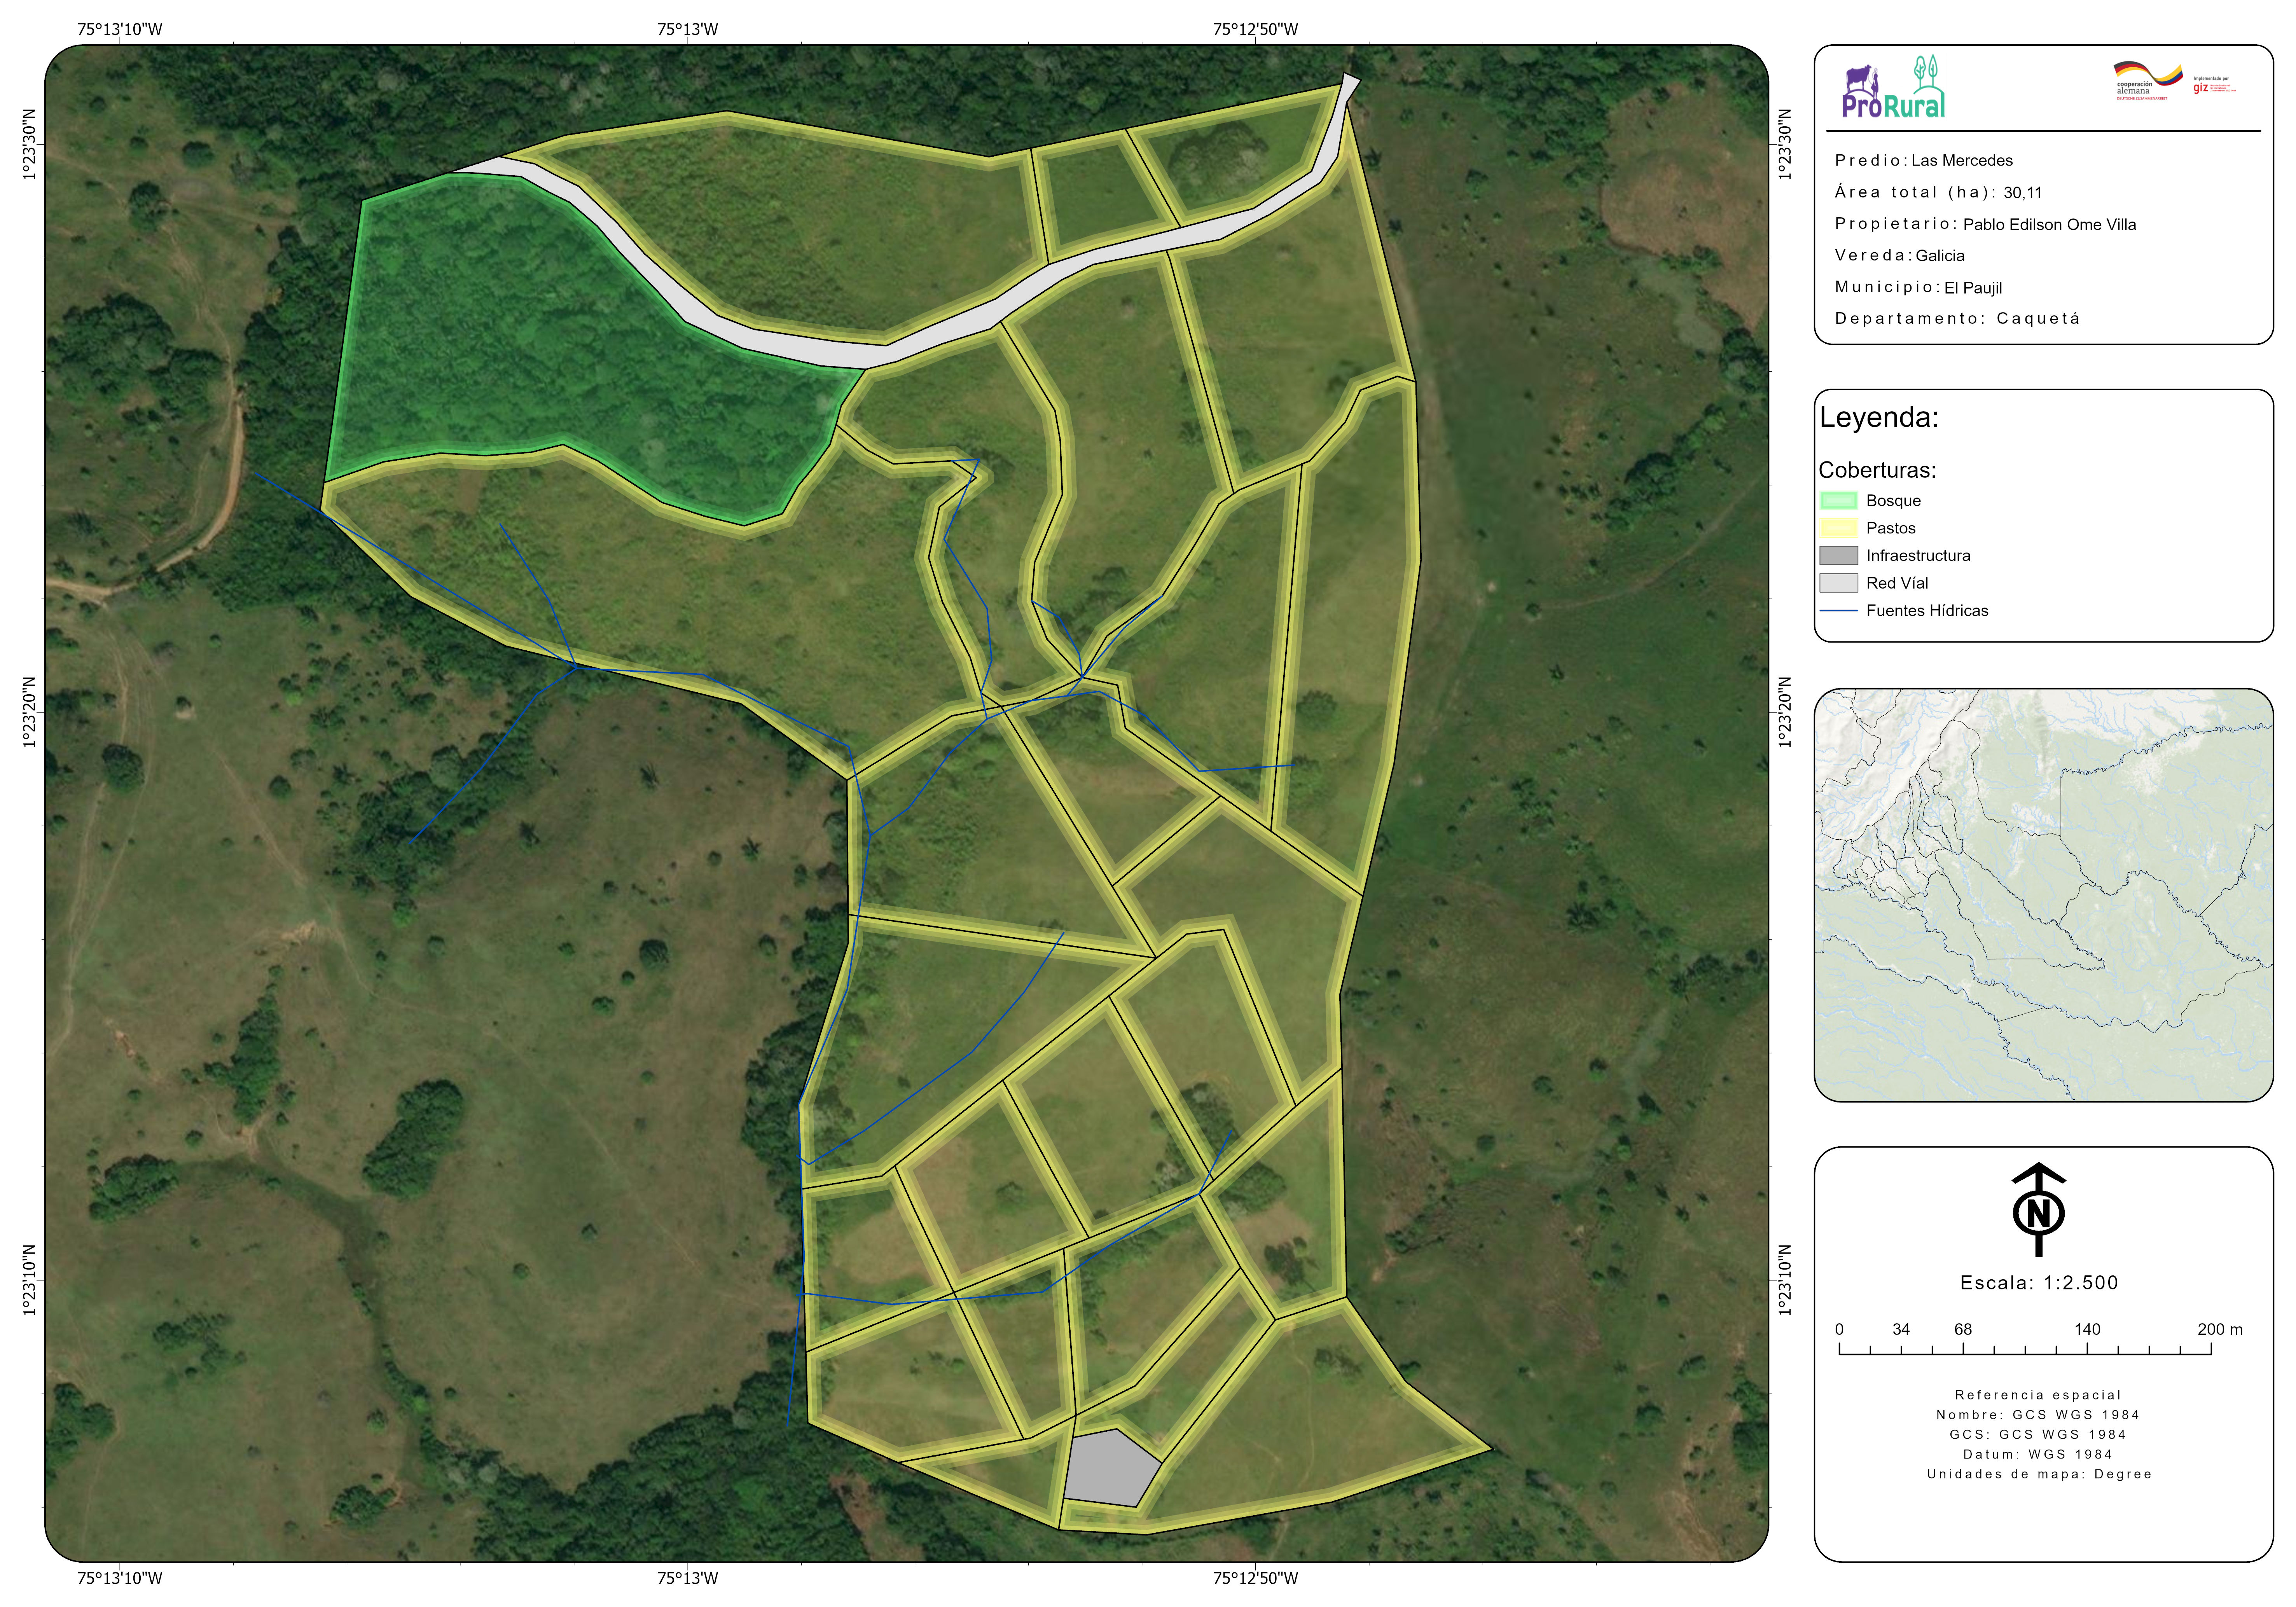 75°13'10"W
75°13'W
75°12'50"W
1°23'30"N
1°23'20"N
1°23'10"N
1°23'30"N
1°23'20"N
1°23'10"N
75°13'10"W
75°13'W
75°12'50"W
ProRural
cooperación
alemana
DEUTSCHE ZUSAMMENARBEIT
Implementada por
giz
Predio: Las Mercedes
Área total (ha): 30,11
Propietario: Pablo Edilson Ome Villa
Vereda: Galicia
Municipio: El Paujil
Departamento: Caquetá
Leyenda:
Coberturas:
Bosque
Pastos
Infraestructura
Red Víal
Fuentes Hídricas
N
Escala: 1:2.500
0 34 68 140 200 m
Referencia espacial
Nombre: GCS WGS 1984
GCS: GCS WGS 1984
Datum: WGS 1984
Unidades de mapa: Degree